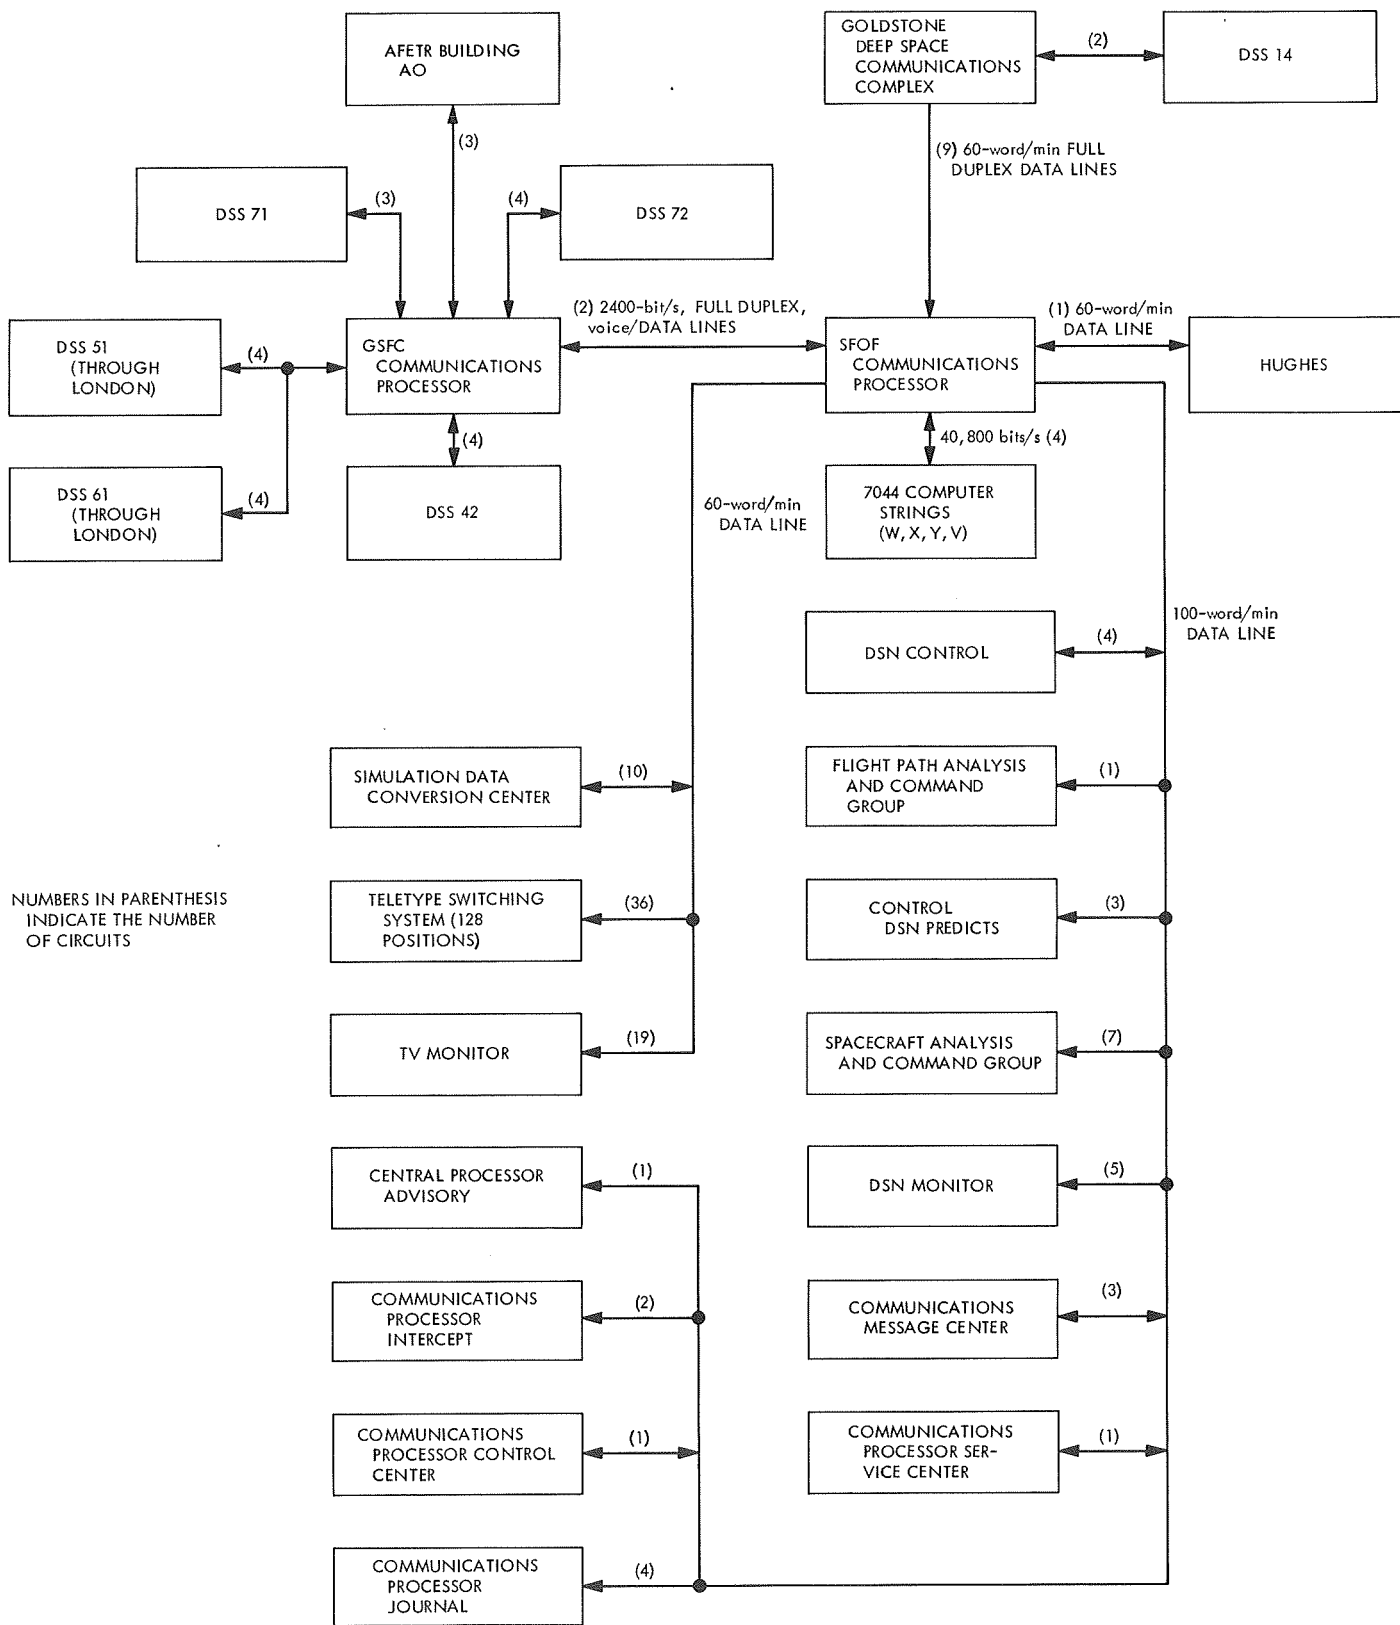 AFETR BUILDING
AO
GOLDSTONE
DEEP SPACE
COMMUNICATIONS
COMPLEX
(2)
DSS 14
(3)
(9) 60-word/min FULL
DUPLEX DATA LINES
DSS 71
(3)
(4)
DSS 72
(2) 2400-bit/s, FULL DUPLEX,
voice/DATA LINES
(1) 60-word/min
DATA LINE
DSS 51
(THROUGH
LONDON)
(4)
GSFC
COMMUNICATIONS
PROCESSOR
SFOF
COMMUNICATIONS
PROCESSOR
HUGHES
(4)
40,800 bits/s (4)
DSS 61
(THROUGH
LONDON)
(4)
DSS 42
60-word/min
DATA LINE
7044 COMPUTER
STRINGS
(W, X, Y, V)
100-word/min
DATA LINE
DSN CONTROL
(4)
SIMULATION DATA
CONVERSION CENTER
(10)
FLIGHT PATH ANALYSIS
AND COMMAND
GROUP
(1)
NUMBERS IN PARENTHESIS
INDICATE THE NUMBER
OF CIRCUITS
TELETYPE SWITCHING
SYSTEM (128
POSITIONS)
(36)
CONTROL
DSN PREDICTS
(3)
TV MONITOR
(19)
SPACECRAFT ANALYSIS
AND COMMAND GROUP
(7)
CENTRAL PROCESSOR
ADVISORY
(1)
DSN MONITOR
(5)
COMMUNICATIONS
PROCESSOR
INTERCEPT
(2)
COMMUNICATIONS
MESSAGE CENTER
(3)
COMMUNICATIONS
PROCESSOR CONTROL
CENTER
(1)
COMMUNICATIONS
PROCESSOR SER-
VICE CENTER
(1)
COMMUNICATIONS
PROCESSOR
JOURNAL
(4)